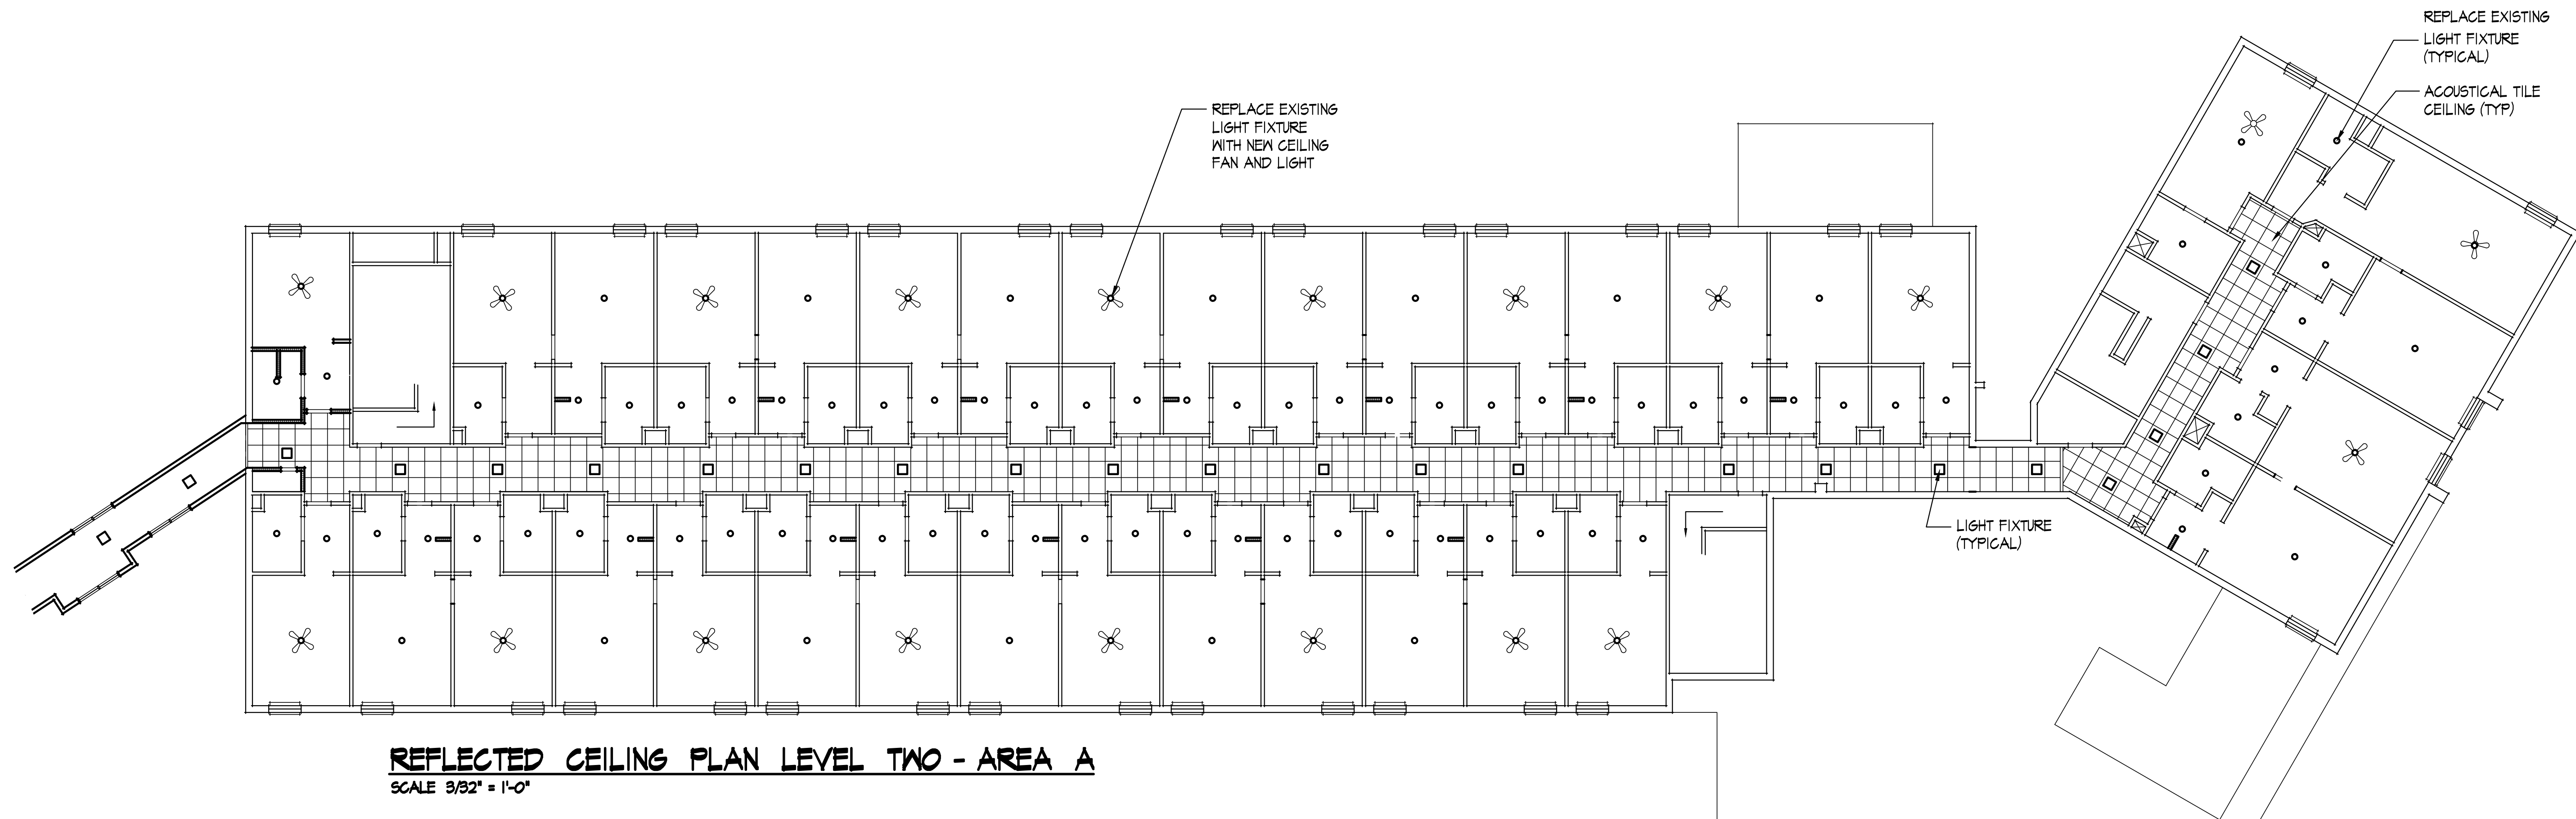 REPLACE EXISTING
LIGHT FIXTURE
(TYPICAL)
ACOUSTICAL TILE
CEILING (TYP)
REPLACE EXISTING
LIGHT FIXTURE
WITH NEW CEILING
FAN AND LIGHT
LIGHT FIXTURE
(TYPICAL)
REFLECTED CEILING PLAN LEVEL TWO - AREA A
SCALE 3/32" = 1'-0"